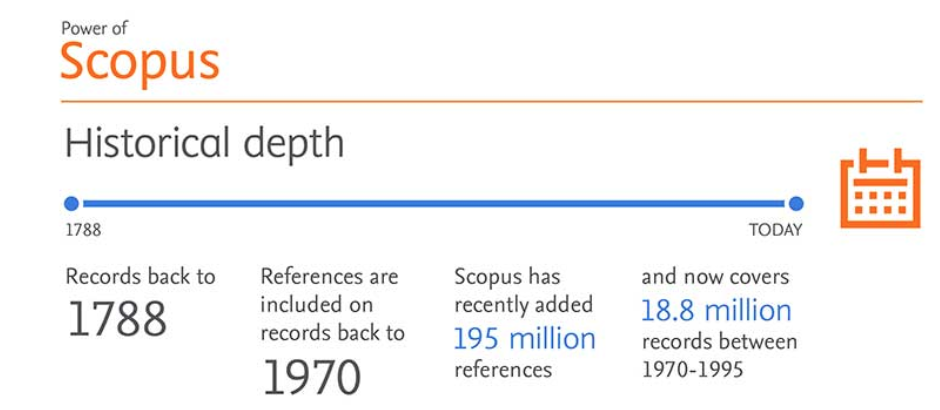 Power of
Scopus
Historical depth
1788
TODAY
Records back to
1788
References are
included on
records back to
1970
Scopus has
recently added
195 million
references
and now covers
18.8 million
records between
1970-1995